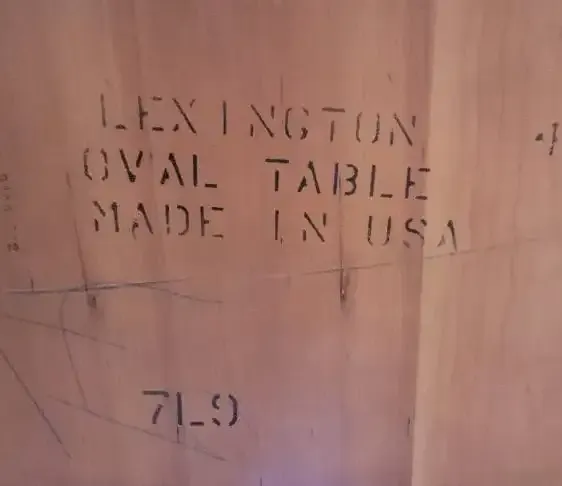 LEXINGTON
OVAL TABLE
MADE IN USA
7L9